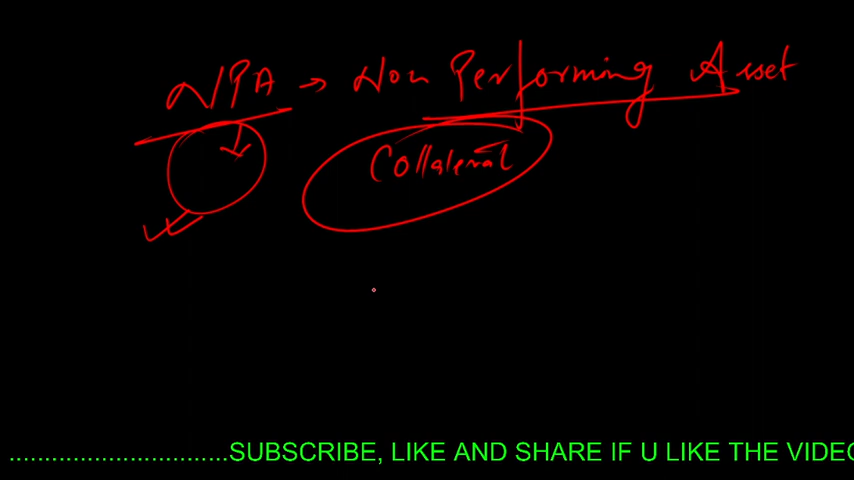 NPA → Non Performing Asset
Collateral
..............................SUBSCRIBE, LIKE AND SHARE IF U LIKE THE VIDEO